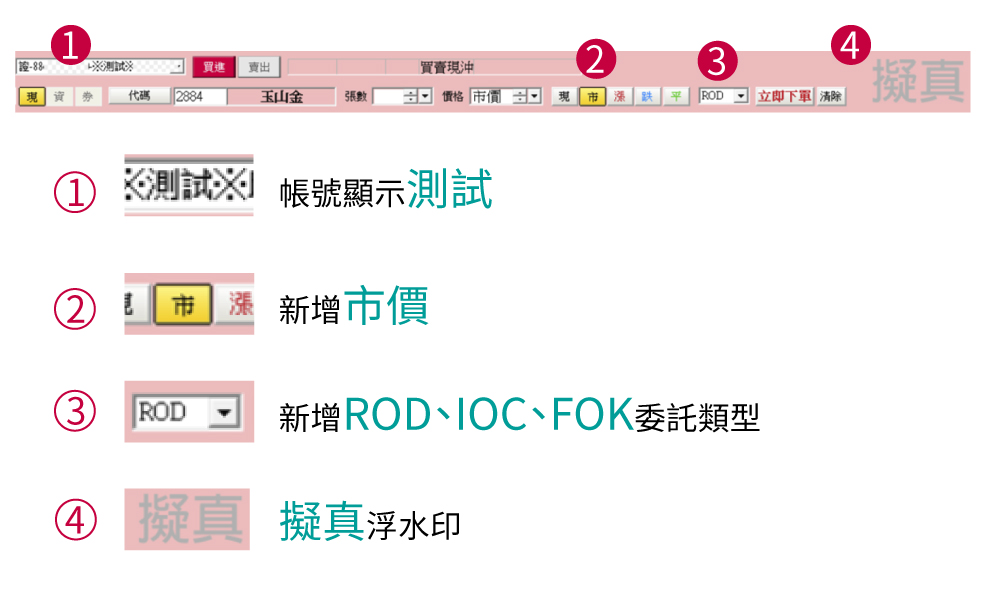 ① ② ③ ④
證-88 ※測試※ 買進 賣出 買賣現沖 擬真
現 資 券 代碼 2884 玉山金 張數 價格 市價 現 市 漲 跌 平 ROD 立即下單 清除
① ※測試※ 帳號顯示測試
② 市 漲 新增市價
③ ROD 新增ROD、IOC、FOK委託類型
④ 擬真 擬真浮水印